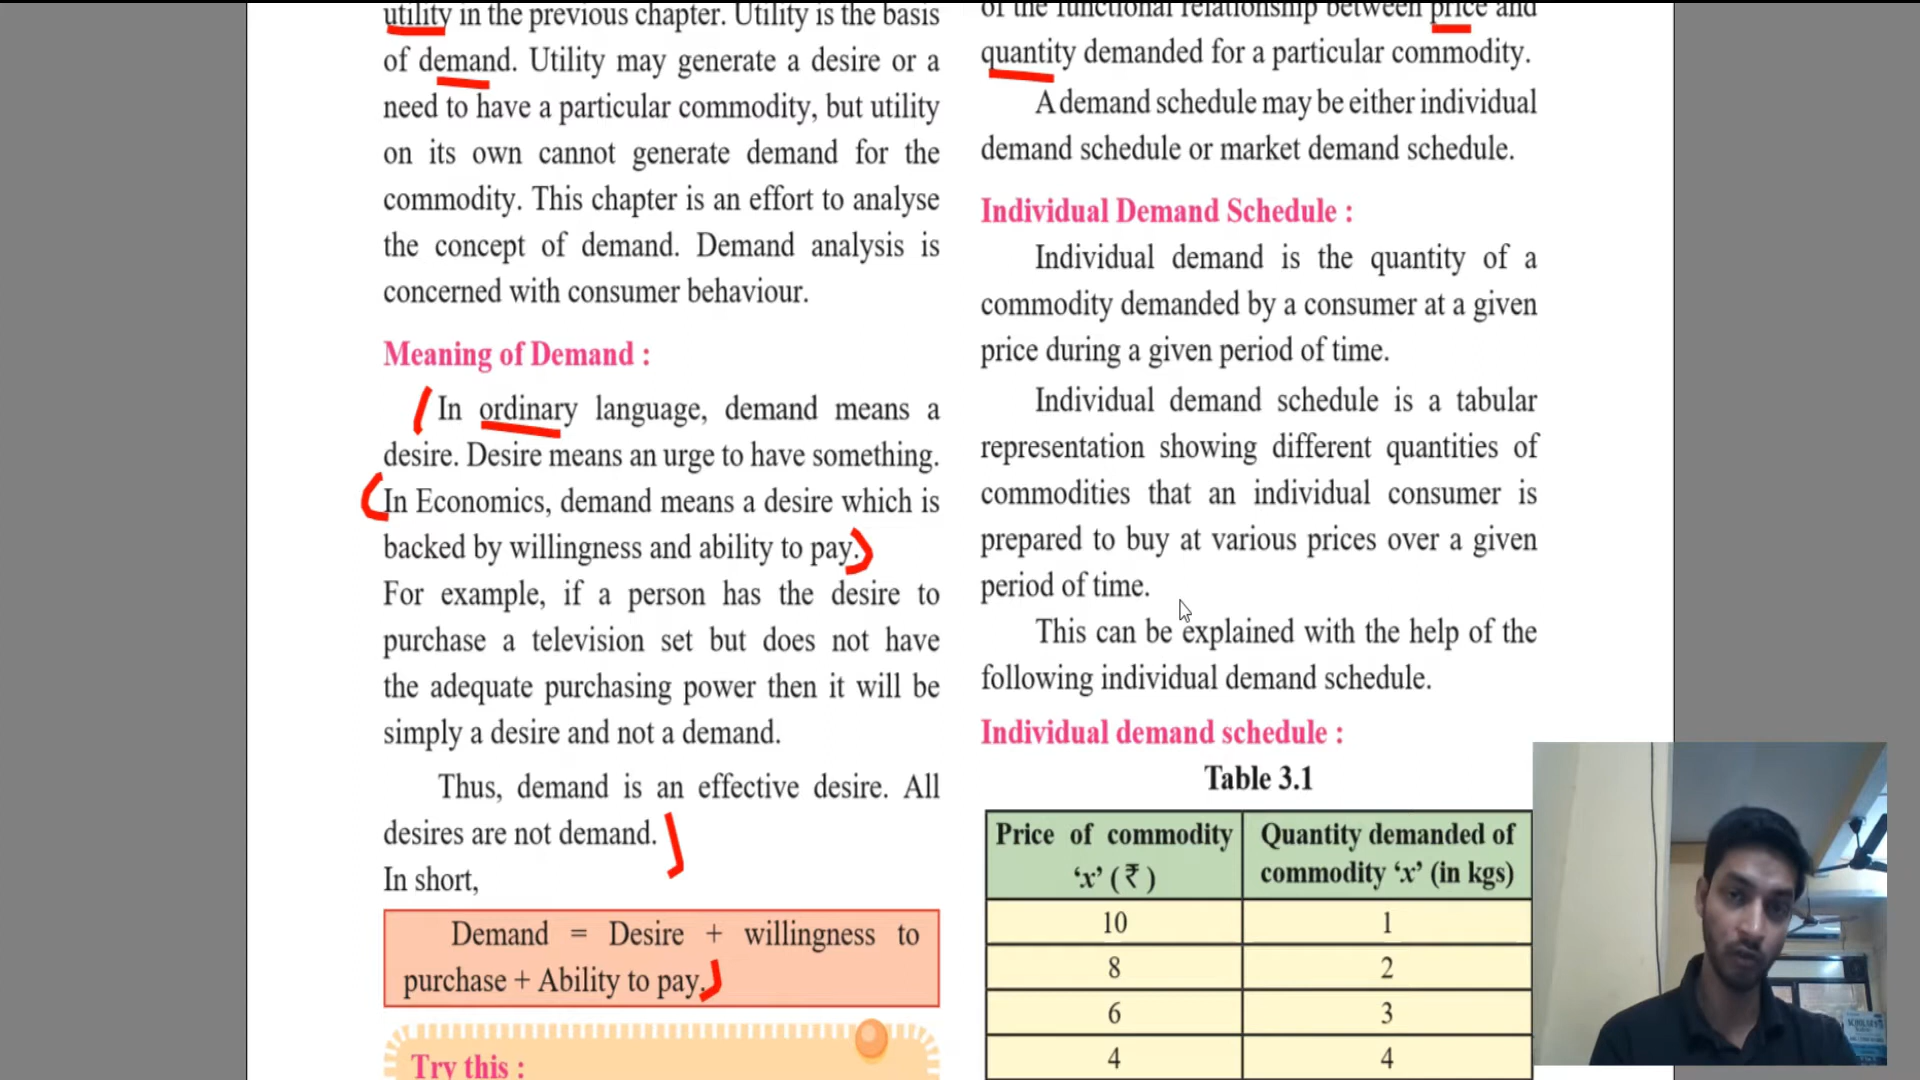 utility in the previous chapter. Utility is the basis
of demand. Utility may generate a desire or a
need to have a particular commodity, but utility
on its own cannot generate demand for the
commodity. This chapter is an effort to analyse
the concept of demand. Demand analysis is
concerned with consumer behaviour.
Meaning of Demand :
In ordinary language, demand means a
desire. Desire means an urge to have something.
In Economics, demand means a desire which is
backed by willingness and ability to pay.
For example, if a person has the desire to
purchase a television set but does not have
the adequate purchasing power then it will be
simply a desire and not a demand.
Thus, demand is an effective desire. All
desires are not demand.
In short,
Demand = Desire + willingness to
purchase + Ability to pay.
Try this :
of the functional relationship between price and
quantity demanded for a particular commodity.
A demand schedule may be either individual
demand schedule or market demand schedule.
Individual Demand Schedule :
Individual demand is the quantity of a
commodity demanded by a consumer at a given
price during a given period of time.
Individual demand schedule is a tabular
representation showing different quantities of
commodities that an individual consumer is
prepared to buy at various prices over a given
period of time.
This can be explained with the help of the
following individual demand schedule.
Individual demand schedule :
Table 3.1
Price of commodity Quantity demanded of
‘x’ (₹) commodity ‘x’ (in kgs)
10 1
8 2
6 3
4 4